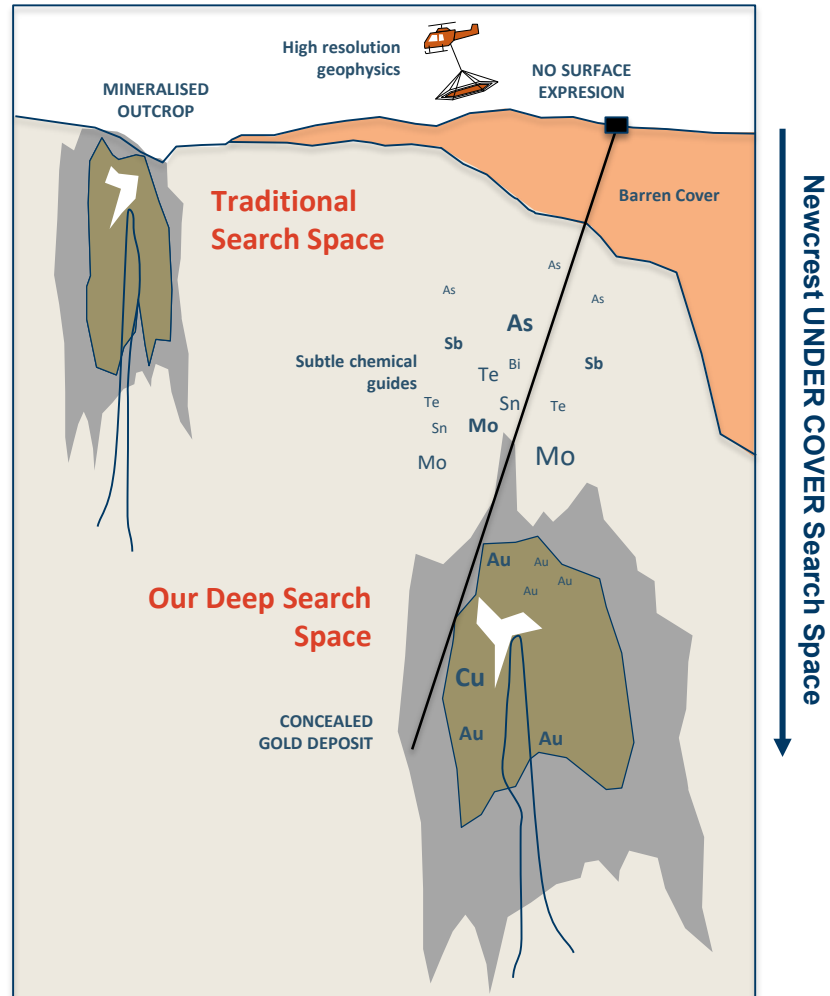 High resolution
geophysics
NO SURFACE
EXPRESION
MINERALISED
OUTCROP
Traditional
Search Space
Barren Cover
As
As
As
As
Sb
Subtle chemical
guides
Bi
Sb
Te
Te
Sn
Te
Sn
Mo
Mo
Mo
Our Deep Search
Space
Au
Au
Au
Au
Au
Cu
CONCEALED
GOLD DEPOSIT
Au
Au
Newcrest UNDER COVER Search Space